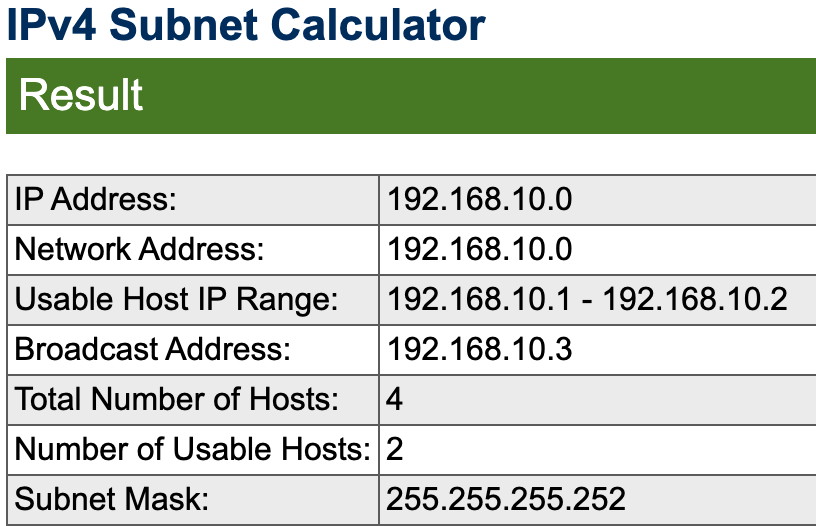 IPv4 Subnet Calculator
Result
IP Address: 192.168.10.0
Network Address: 192.168.10.0
Usable Host IP Range: 192.168.10.1 - 192.168.10.2
Broadcast Address: 192.168.10.3
Total Number of Hosts: 4
Number of Usable Hosts: 2
Subnet Mask: 255.255.255.252